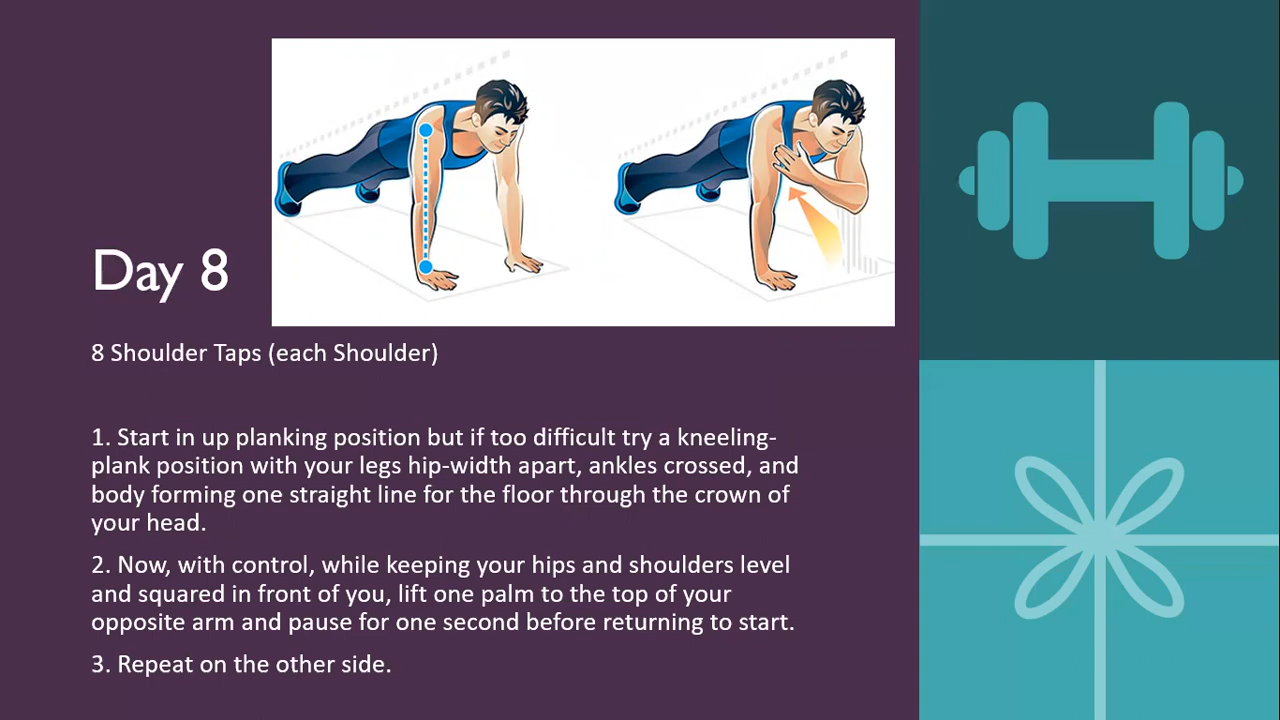 Day 8
8 Shoulder Taps (each Shoulder)
1. Start in up planking position but if too difficult try a kneeling-
plank position with your legs hip-width apart, ankles crossed, and
body forming one straight line for the floor through the crown of
your head.
2. Now, with control, while keeping your hips and shoulders level
and squared in front of you, lift one palm to the top of your
opposite arm and pause for one second before returning to start.
3. Repeat on the other side.